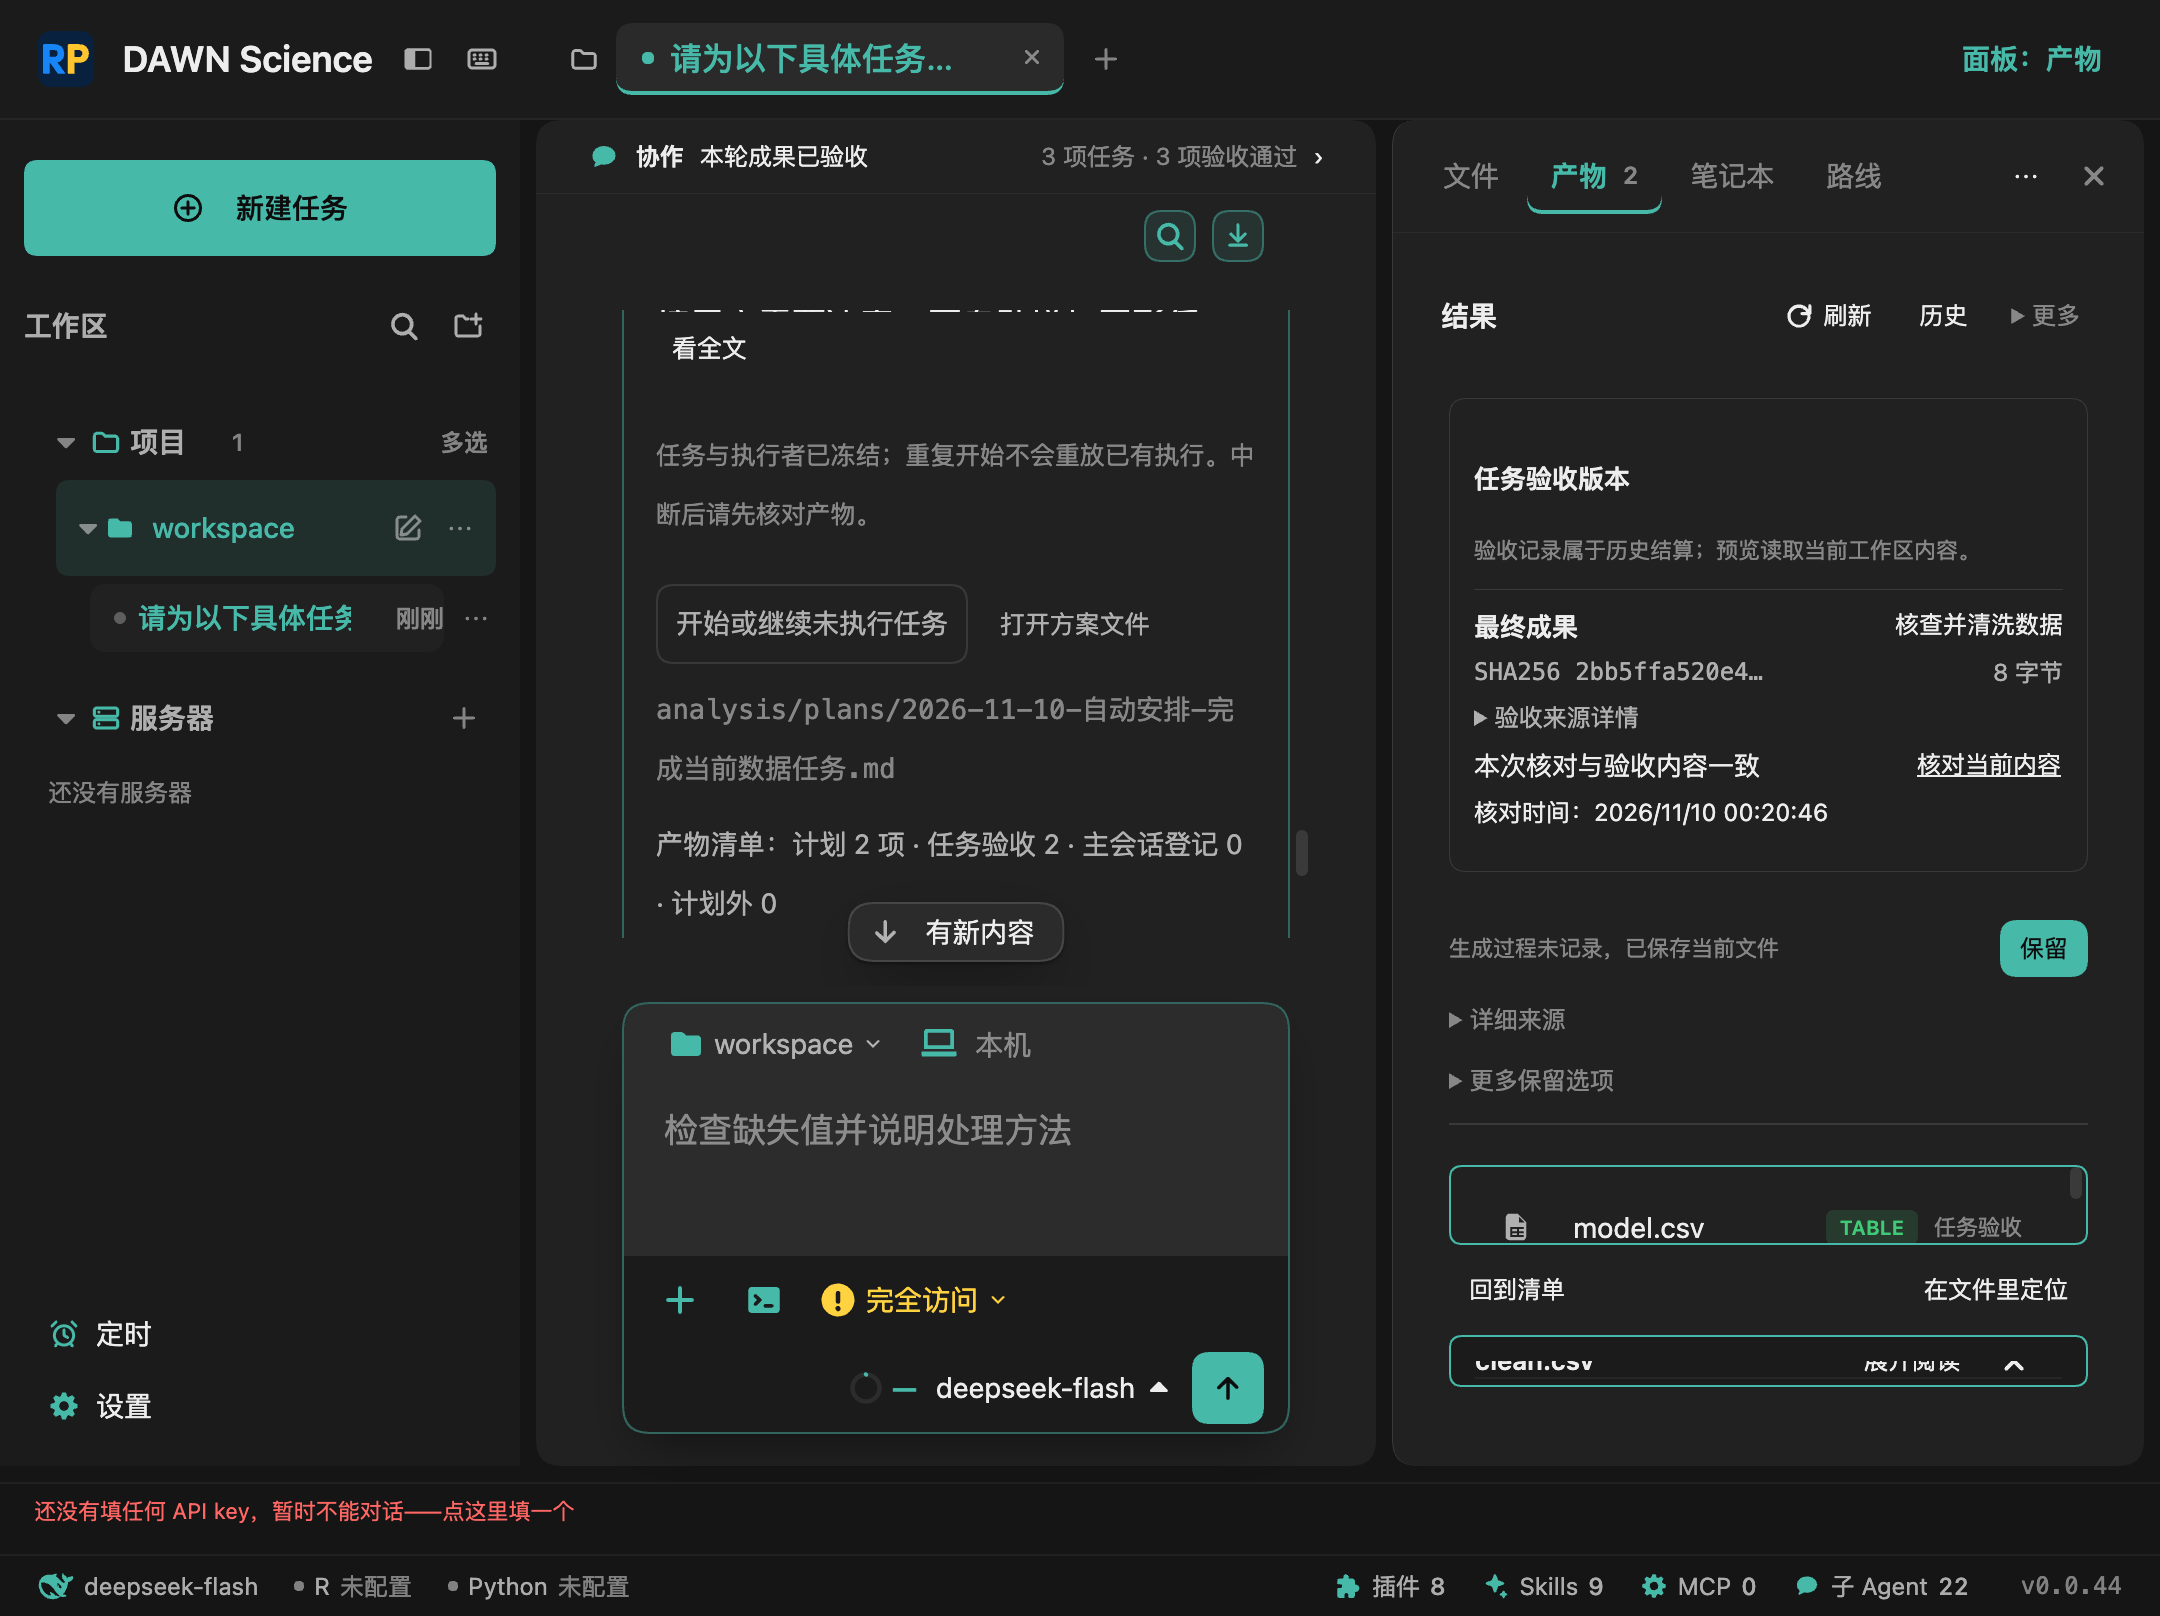 RP DAWN Science
请为以下具体任务...
面板：产物
新建任务
工作区
项目 1 多选
workspace
请为以下具体任务 刚刚
服务器
还没有服务器
定时
设置
协作 本轮成果已验收 3 项任务 · 3 项验收通过
看全文
任务与执行者已冻结；重复开始不会重放已有执行。中
断后请先核对产物。
开始或继续未执行任务 打开方案文件
analysis/plans/2026-11-10-自动安排-完
成当前数据任务.md
产物清单：计划 2 项 · 任务验收 2 · 主会话登记 0
· 计划外 0
有新内容
workspace 本机
检查缺失值并说明处理方法
完全访问
deepseek-flash
文件 产物 2 笔记本 路线
结果 刷新 历史 更多
任务验收版本
验收记录属于历史结算；预览读取当前工作区内容。
最终成果 核查并清洗数据
SHA256 2bb5ffa520e4… 8 字节
验收来源详情
本次核对与验收内容一致 核对当前内容
核对时间：2026/11/10 00:20:46
生成过程未记录，已保存当前文件 保留
详细来源
更多保留选项
model.csv TABLE 任务验收
回到清单 在文件里定位
clean.csv 展开阅读
还没有填任何 API key，暂时不能对话——点这里填一个
deepseek-flash R 未配置 Python 未配置
插件 8 Skills 9 MCP 0 子 Agent 22 v0.0.44